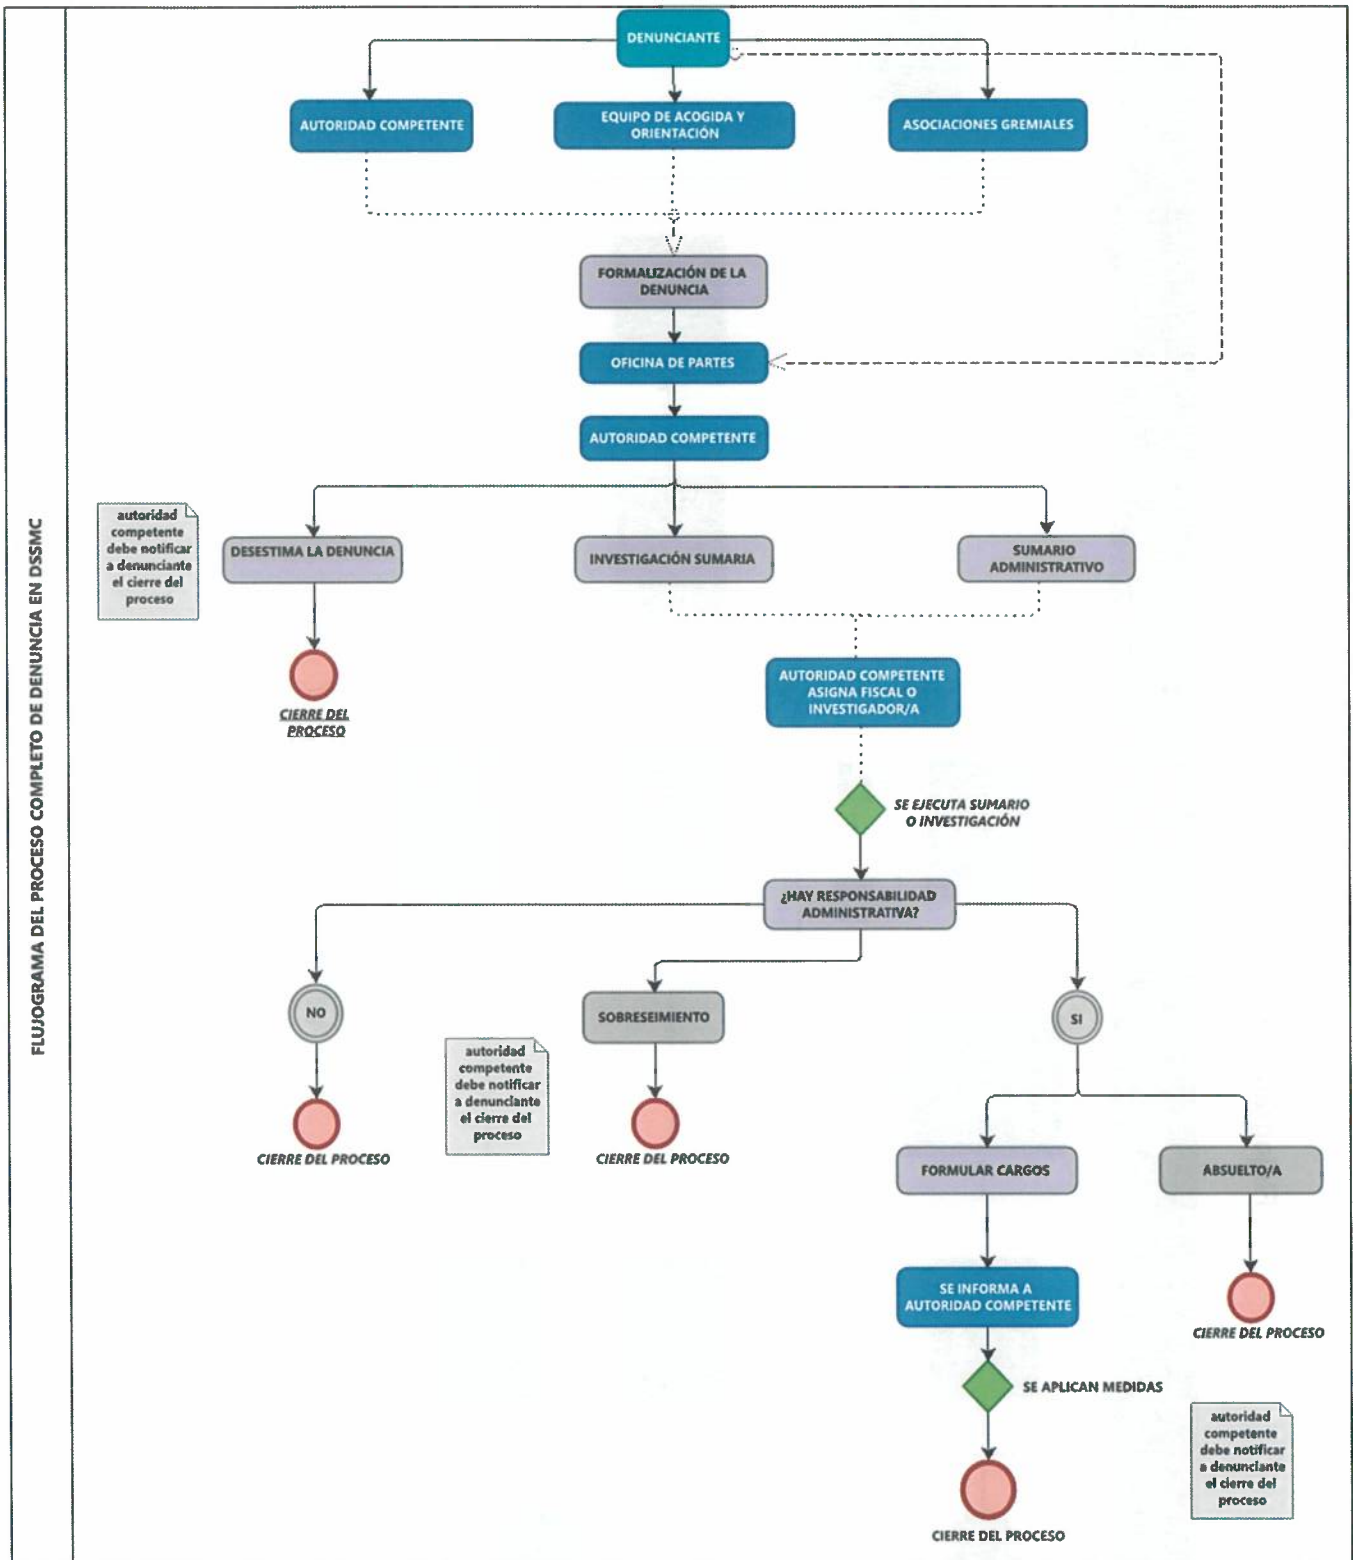 FLUJOGRAMA DEL PROCESO COMPLETO DE DENUNCIA EN DSSMC
DENUNCIANTE
AUTORIDAD COMPETENTE
EQUIPO DE ACOGIDA Y
ORIENTACIÓN
ASOCIACIONES GREMIALES
FORMALIZACIÓN DE LA
DENUNCIA
OFICINA DE PARTES
AUTORIDAD COMPETENTE
autoridad
competente
debe notificar
a denunciante
el cierre del
proceso
DESESTIMA LA DENUNCIA
INVESTIGACIÓN SUMARIA
SUMARIO
ADMINISTRATIVO
CIERRE DEL
PROCESO
AUTORIDAD COMPETENTE
ASIGNA FISCAL O
INVESTIGADOR/A
SE EJECUTA SUMARIO
O INVESTIGACIÓN
¿HAY RESPONSABILIDAD
ADMINISTRATIVA?
NO
SOBRESEIMIENTO
SI
autoridad
competente
debe notificar
a denunciante
el cierre del
proceso
CIERRE DEL PROCESO
CIERRE DEL PROCESO
FORMULAR CARGOS
ABSUELTO/A
SE INFORMA A
AUTORIDAD COMPETENTE
CIERRE DEL PROCESO
SE APLICAN MEDIDAS
autoridad
competente
debe notificar
a denunciante
el cierre del
proceso
CIERRE DEL PROCESO